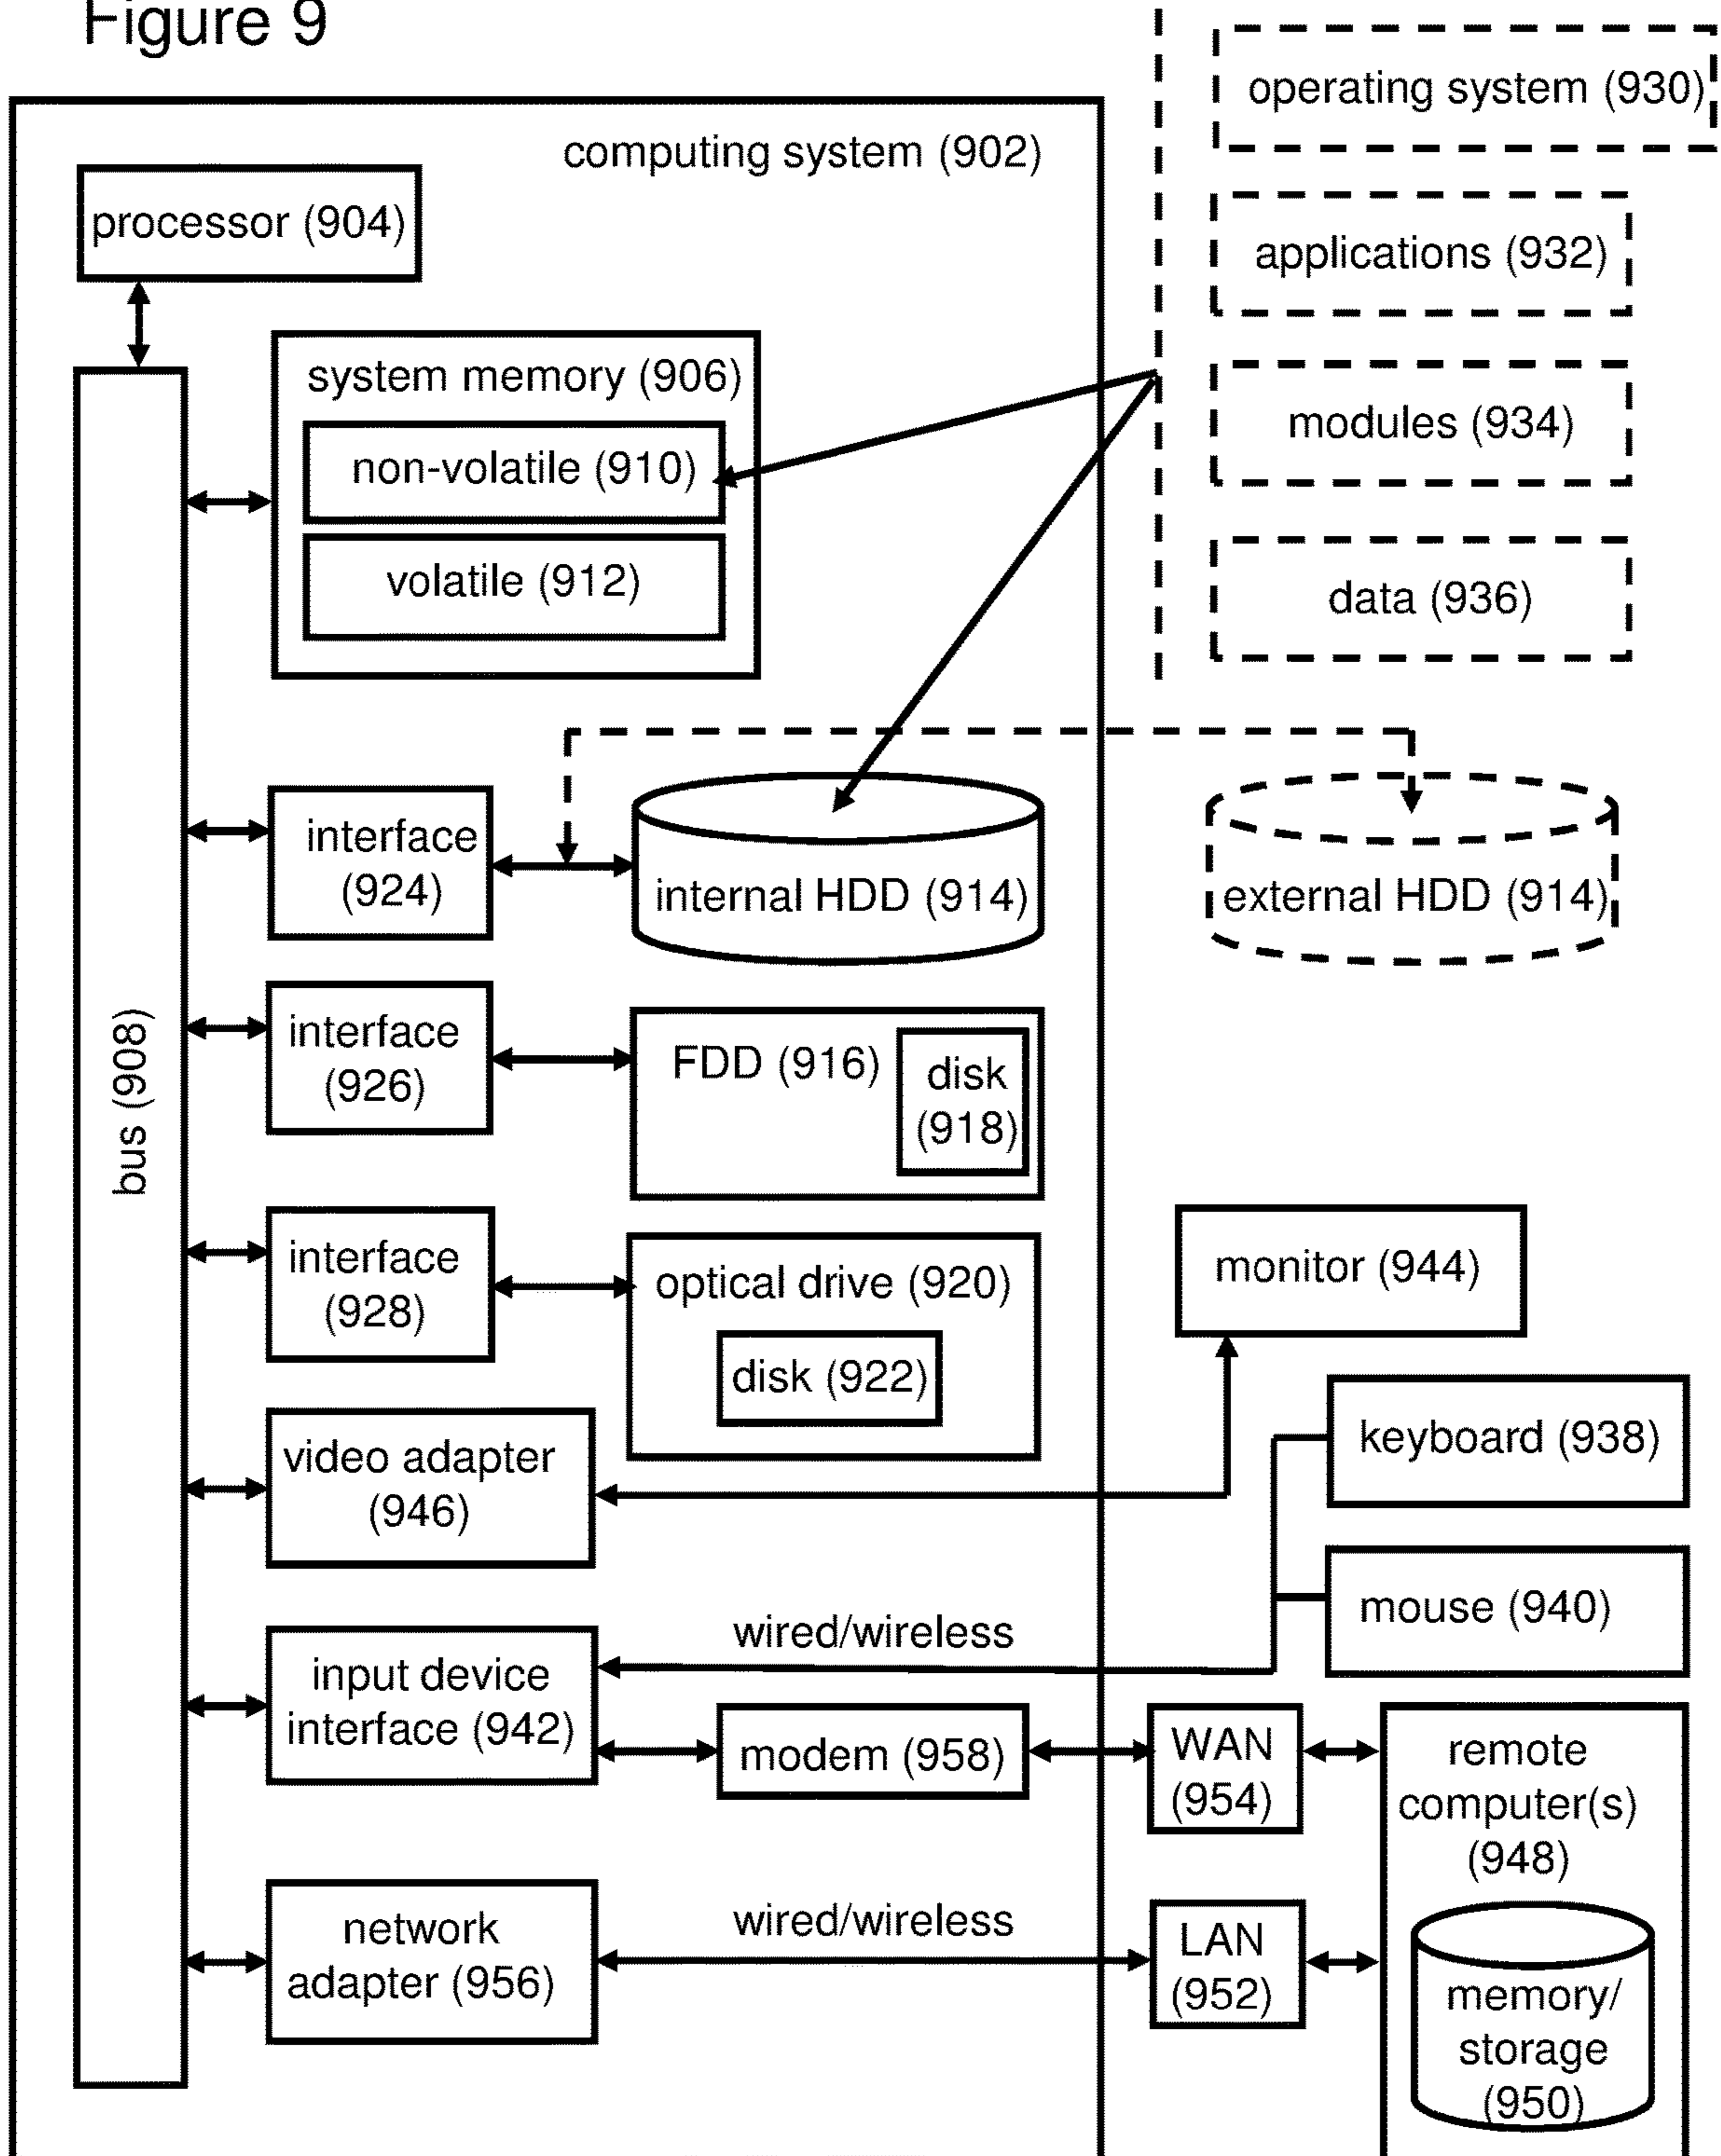 Figure 9
operating system (930)
computing system (902)
processor (904)
applications (932)
system memory (906)
non-volatile (910)
modules (934)
volatile (912)
data (936)
interface
(924)
internal HDD (914)
external HDD (914)
bus (908)
interface
(926)
FDD (916)
disk
(918)
interface
(928)
optical drive (920)
disk (922)
monitor (944)
video adapter
(946)
keyboard (938)
mouse (940)
wired/wireless
input device
interface (942)
modem (958)
WAN
(954)
remote
computer(s)
(948)
network
adapter (956)
wired/wireless
LAN
(952)
memory/
storage
(950)